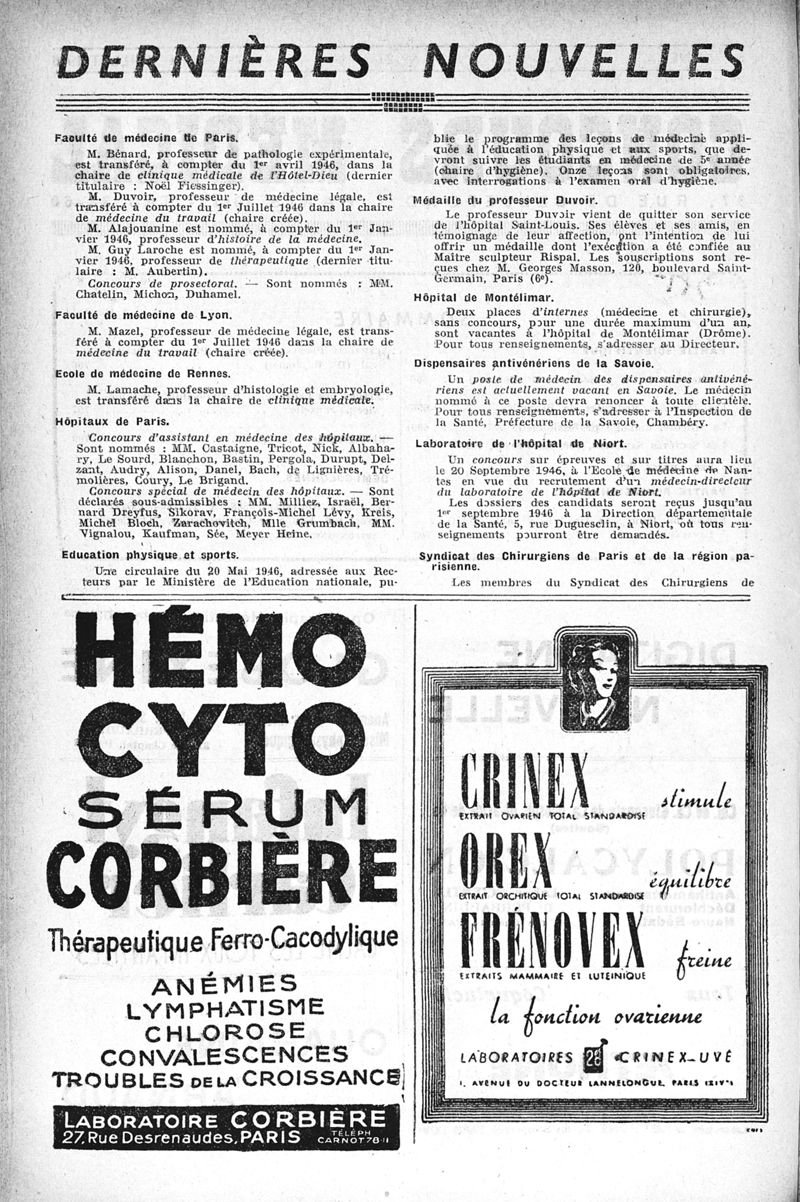 DERNIÈRES NOUVELLES
Faculté de médecine de Paris.
M. Bénard, professeur de pathologie expérimentale,
est transféré, à compter du 1er avril 1946, dans la
chaire de clinique médicale de l'Hôtel-Dieu (dernier
titulaire : Noël Fiessinger).
M. Duvoir, professeur de médecine légale, est
transféré à compter du 1er Juillet 1946 dans la chaire
de médecine du travail (chaire créée).
M. Alajouanine est nommé, à compter du 1er Jan-
vier 1946, professeur d'histoire de la médecine.
M. Guy Laroche est nommé, à compter du 1er Jan-
vier 1946, professeur de thérapeutique (dernier titu-
laire : M. Aubertin).
Concours de prosectorat. — Sont nommés : MM.
Chatelin, Michon, Duhamel.
Faculté de médecine de Lyon.
M. Mazel, professeur de médecine légale, est trans-
féré à compter du 1er Juillet 1946 dans la chaire de
médecine du travail (chaire créée).
Ecole de médecine de Rennes.
M. Lamache, professeur d'histologie et embryologie,
est transféré dans la chaire de clinique médicale.
Hôpitaux de Paris.
Concours d'assistant en médecine des hôpitaux. —
Sont nommés : MM. Castaigne, Tricot, Nick, Albaha-
ry, Le Sourd, Blanchon, Bastin, Pergola, Durupt, Del-
zant, Audry, Alison, Danel, Bach, de Lignières, Tré-
molières, Coury, Le Brigand.
Concours spécial de médecin des hôpitaux. — Sont
déclarés sous-admissibles : MM. Milliez, Israël, Ber-
nard Dreyfus, Sikorav, François-Michel Lévy, Kreis,
Michel Bloch, Zarachovitch, Mlle Grumbach, MM.
Vignalou, Kaufman, Sée, Meyer Heine.
Education physique et sports.
Une circulaire du 20 Mai 1946, adressée aux Rec-
teurs par le Ministère de l'Education nationale, pu-
blie le programme des leçons de médecine appli-
quée à l'éducation physique et aux sports, que de-
vront suivre les étudiants en médecine de 5e année
(chaire d'hygiène). Onze leçons sont obligatoires,
avec interrogations à l'examen oral d'hygiène.
Médaille du professeur Duvoir.
Le professeur Duvoir vient de quitter son service
de l'hôpital Saint-Louis. Ses élèves et ses amis, en
témoignage de leur affection, ont l'intention de lui
offrir un médaille dont l'exécution a été confiée au
Maître sculpteur Rispal. Les souscriptions sont re-
çues chez M. Georges Masson, 120, boulevard Saint-
Germain, Paris (6e).
Hôpital de Montélimar.
Deux places d'internes (médecine et chirurgie),
sans concours, pour une durée maximum d'un an,
sont vacantes à l'hôpital de Montélimar (Drôme).
Pour tous renseignements, s'adresser au Directeur.
Dispensaires antivénériens de la Savoie.
Un poste de médecin des dispensaires antivéné-
riens est actuellement vacant en Savoie. Le médecin
nommé à ce poste devra renoncer à toute clientèle.
Pour tous renseignements, s'adresser à l'Inspection de
la Santé, Préfecture de la Savoie, Chambéry.
Laboratoire de l'hôpital de Niort.
Un concours sur épreuves et sur titres aura lieu
le 20 Septembre 1946, à l'Ecole de médecine de Nan-
tes en vue du recrutement d'un médecin-directeur
du laboratoire de l'hôpital de Niort.
Les dossiers des candidats seront reçus jusqu'au
1er septembre 1946 à la Direction départementale
de la Santé, 5, rue Duguesclin, à Niort, où tous ren-
seignements pourront être demandés.
Syndicat des Chirurgiens de Paris et de la région pa-
risienne.
Les membres du Syndicat des Chirurgiens de
HÉMO
CYTO
SÉRUM
CORBIÈRE
Thérapeutique Ferro-Cacodylique
ANÉMIES
LYMPHATISME
CHLOROSE
CONVALESCENCES
TROUBLES DE LA CROISSANCE
LABORATOIRE CORBIÈRE
27, Rue Desrenaudes, PARIS TÉLÉPH CARNOT 78-11
CRINEX stimule
EXTRAIT OVARIEN TOTAL STANDARDISÉ
OREX équilibre
EXTRAIT ORCHITIQUE TOTAL STANDARDISÉ
FRÉNOVEX freine
EXTRAITS MAMMAIRE ET LUTEINIQUE
la fonction ovarienne
LABORATOIRES CRINEX-UVÉ
1, AVENUE DU DOCTEUR LANNELONGUE, PARIS (XIVe)